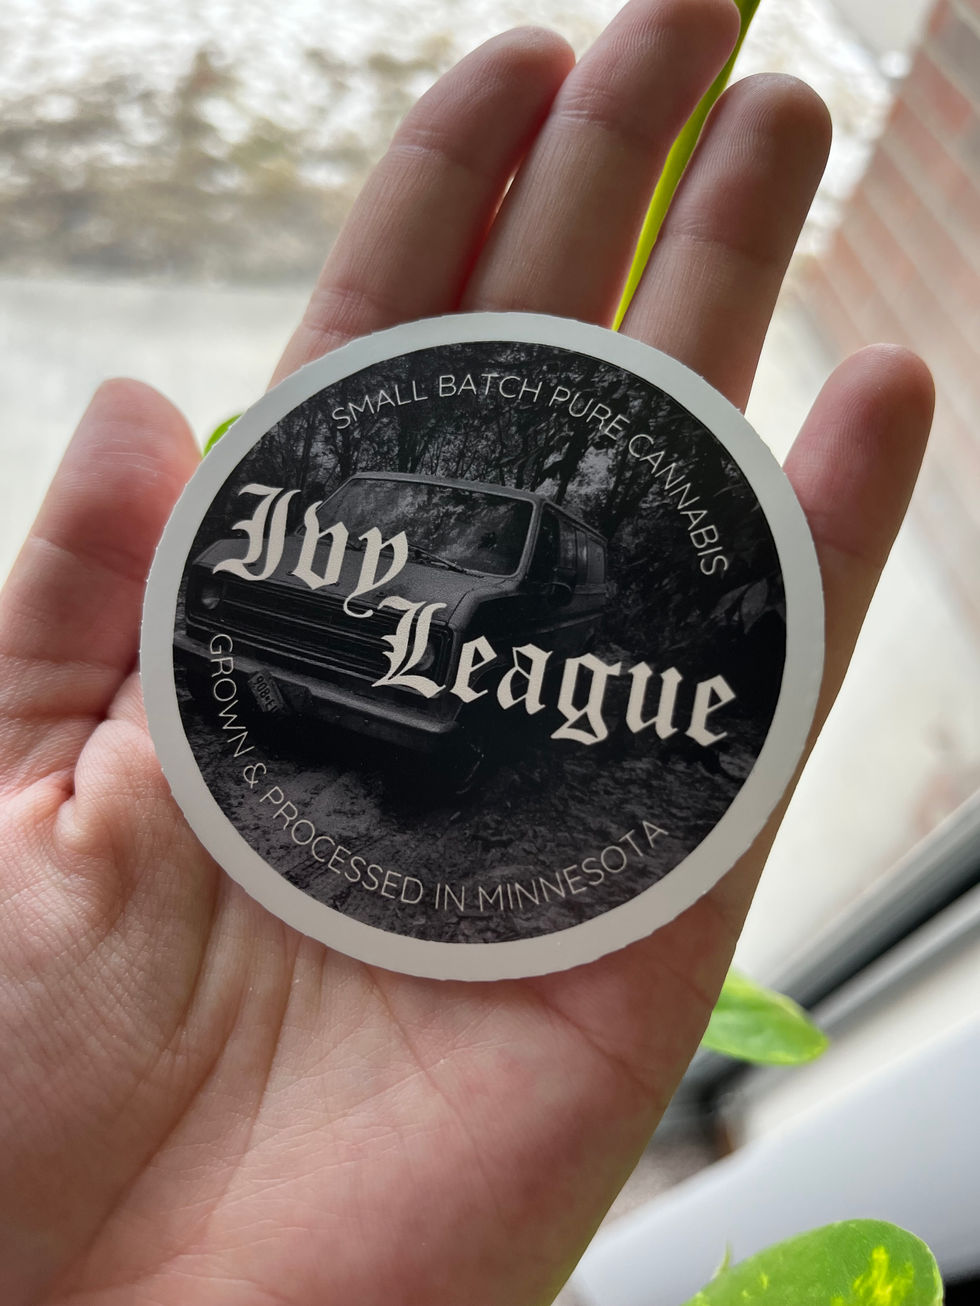 SMALL BATCH PURE CANNABIS
Ivy
League
GROWN & PROCESSED IN MINNESOTA